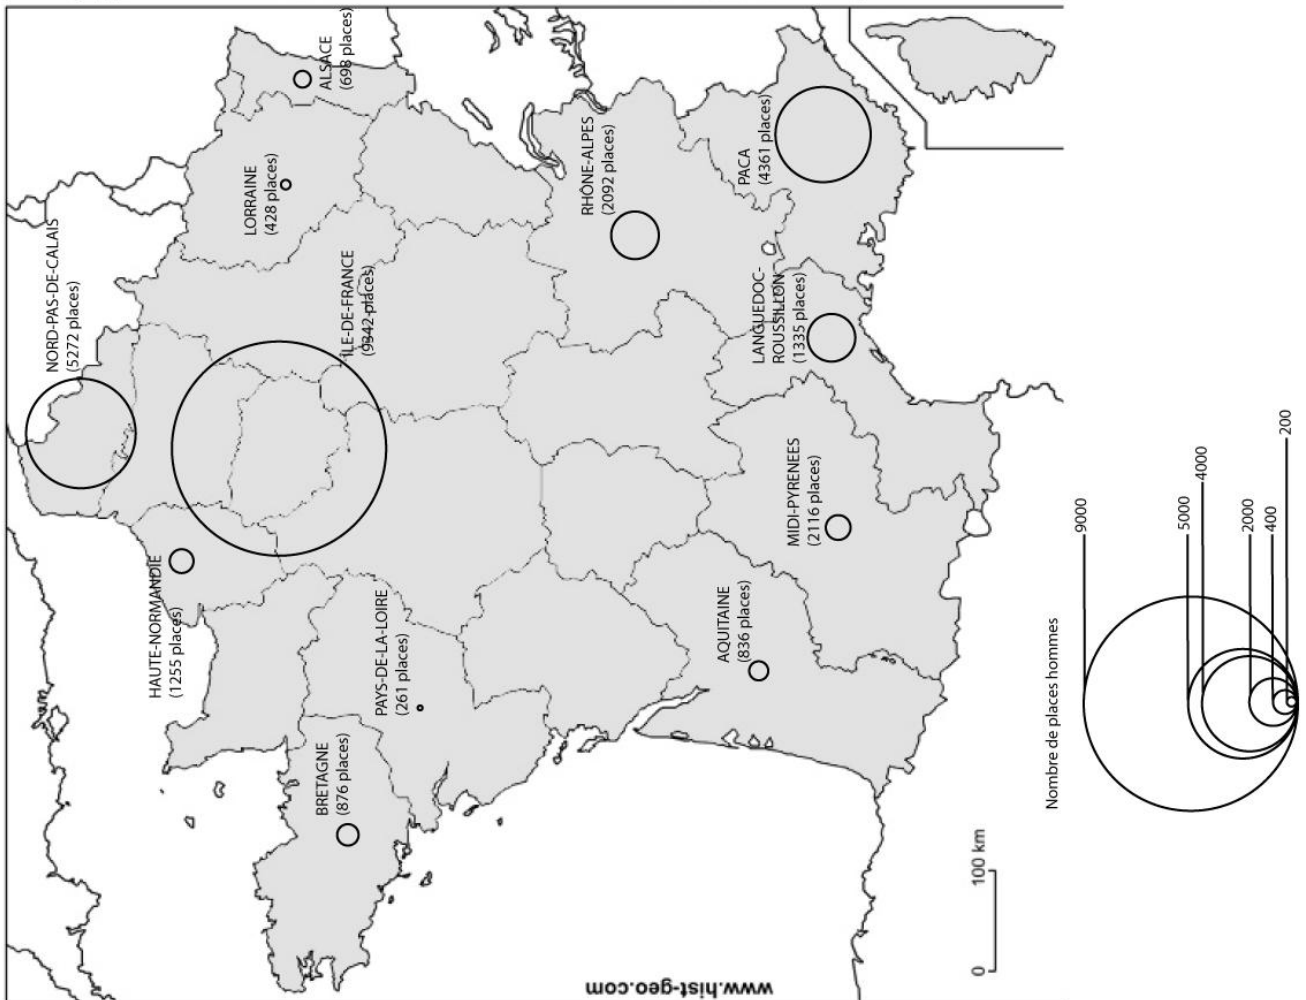 NORD-PAS-DE-CALAIS
(5272 places)
HAUTE-NORMANDIE
(1255 places)
LORRAINE
(428 places)
ALSACE
(698 places)
ÎLE-DE-FRANCE
(9342 places)
BRETAGNE
(876 places)
PAYS-DE-LA-LOIRE
(261 places)
RHÔNE-ALPES
(2092 places)
AQUITAINE
(836 places)
MIDI-PYRENEES
(2116 places)
LANGUEDOC-
ROUSSILLON
(1335 places)
PACA
(4361 places)
www.hist-geo.com
0 100 km
Nombre de places hommes
9000
5000
4000
2000
400
200